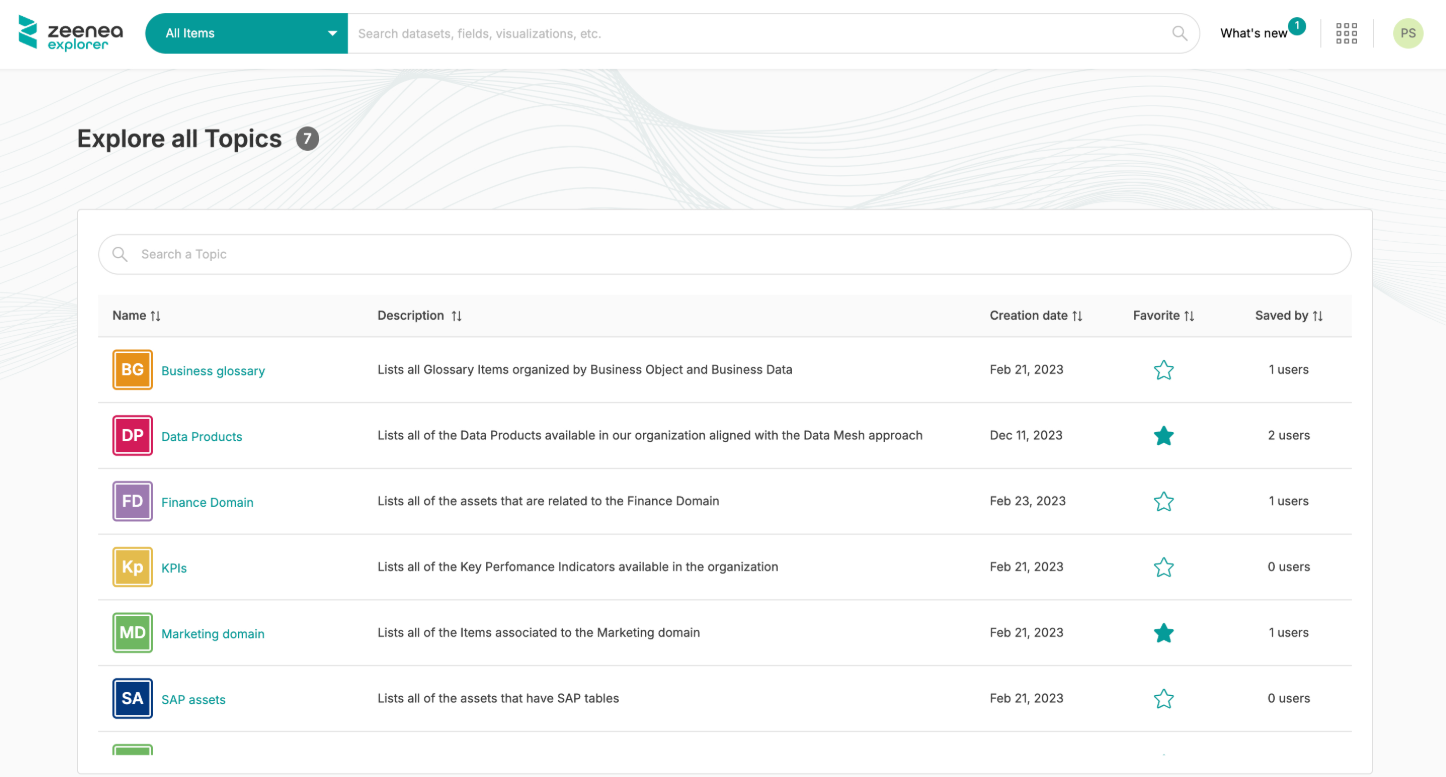 zeenea
explorer
All Items
Search datasets, fields, visualizations, etc.
What's new
1
PS
Explore all Topics 7
Search a Topic
Name Description Creation date Favorite Saved by
BG Business glossary Lists all Glossary Items organized by Business Object and Business Data Feb 21, 2023 1 users
DP Data Products Lists all of the Data Products available in our organization aligned with the Data Mesh approach Dec 11, 2023 2 users
FD Finance Domain Lists all of the assets that are related to the Finance Domain Feb 23, 2023 1 users
Kp KPIs Lists all of the Key Perfomance Indicators available in the organization Feb 21, 2023 0 users
MD Marketing domain Lists all of the Items associated to the Marketing domain Feb 21, 2023 1 users
SA SAP assets Lists all of the assets that have SAP tables Feb 21, 2023 0 users